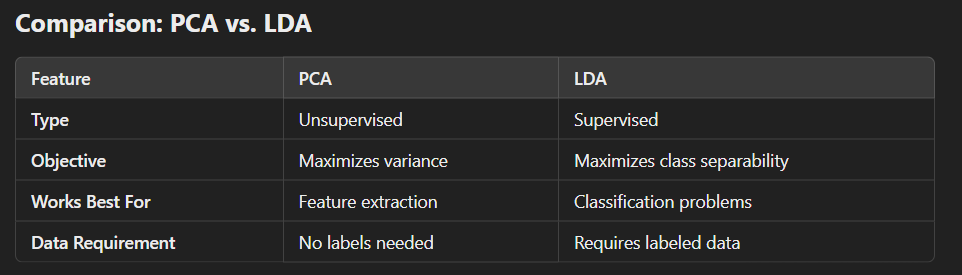 Comparison: PCA vs. LDA
Feature PCA LDA
Type Unsupervised Supervised
Objective Maximizes variance Maximizes class separability
Works Best For Feature extraction Classification problems
Data Requirement No labels needed Requires labeled data